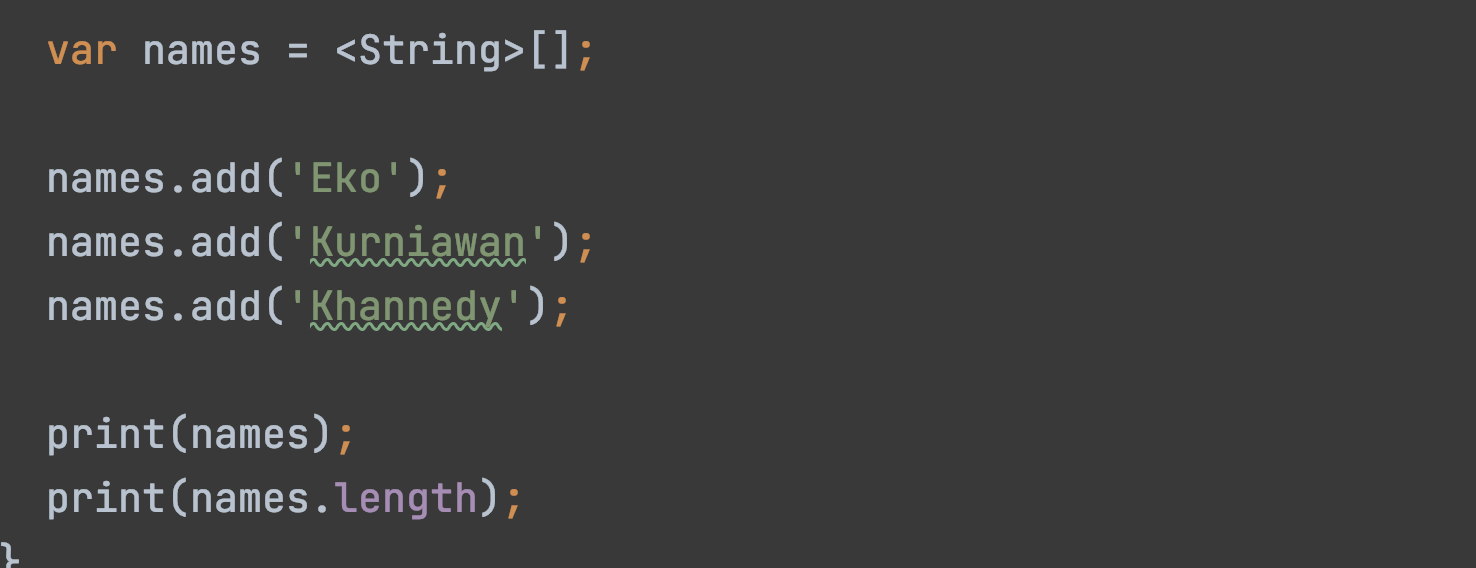 var names = <String>[];
names.add('Eko');
names.add('Kurniawan');
names.add('Khannedy');
print(names);
print(names.length);
}